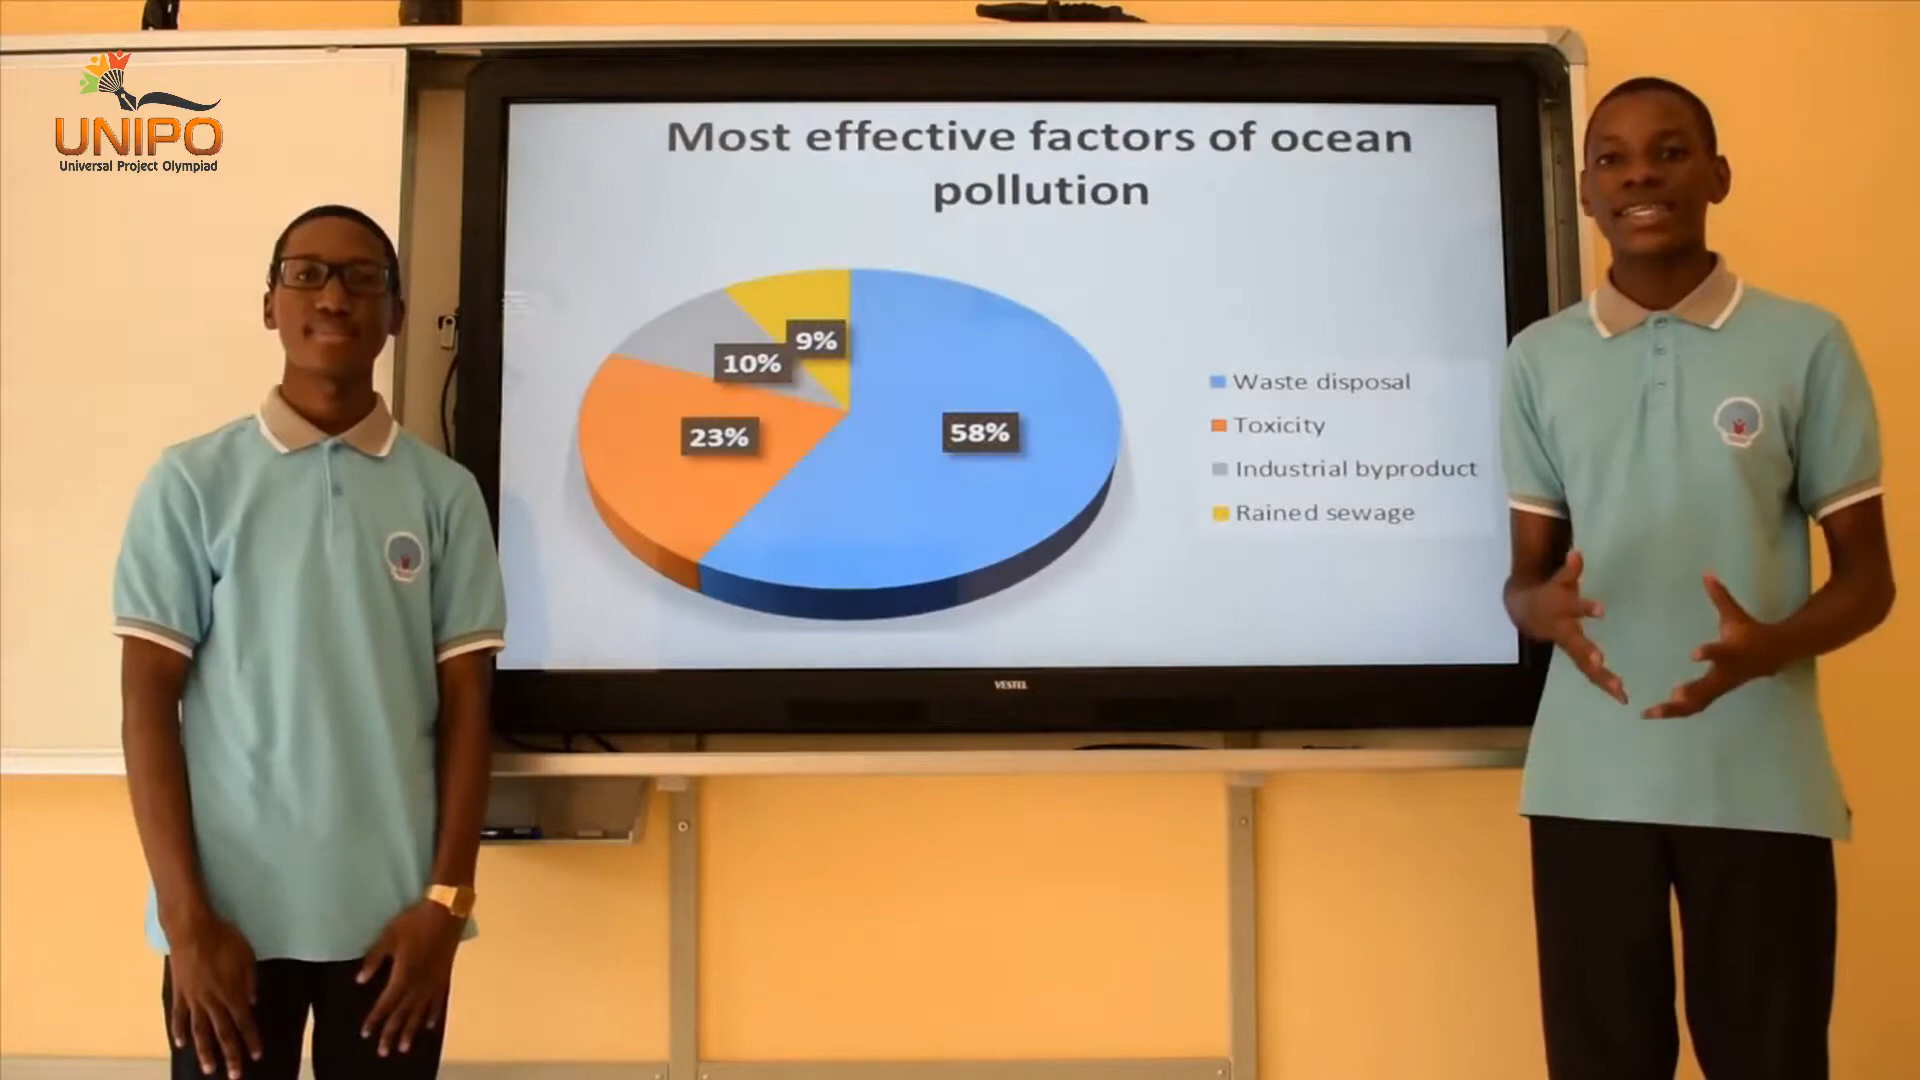 UNIPO
Universal Project Olympiad
Most effective factors of ocean
pollution
9%
10%
23%
58%
Waste disposal
Toxicity
Industrial byproduct
Rained sewage
VESTEL